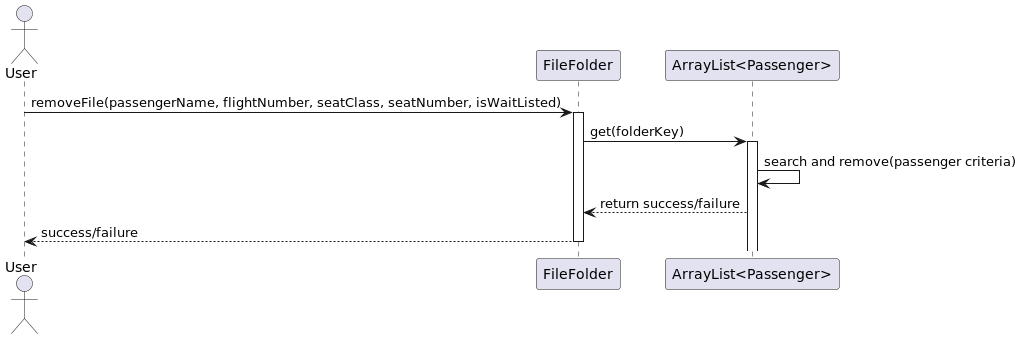 User
FileFolder
ArrayList<Passenger>
removeFile(passengerName, flightNumber, seatClass, seatNumber, isWaitListed)
get(folderKey)
search and remove(passenger criteria)
return success/failure
success/failure
User
FileFolder
ArrayList<Passenger>